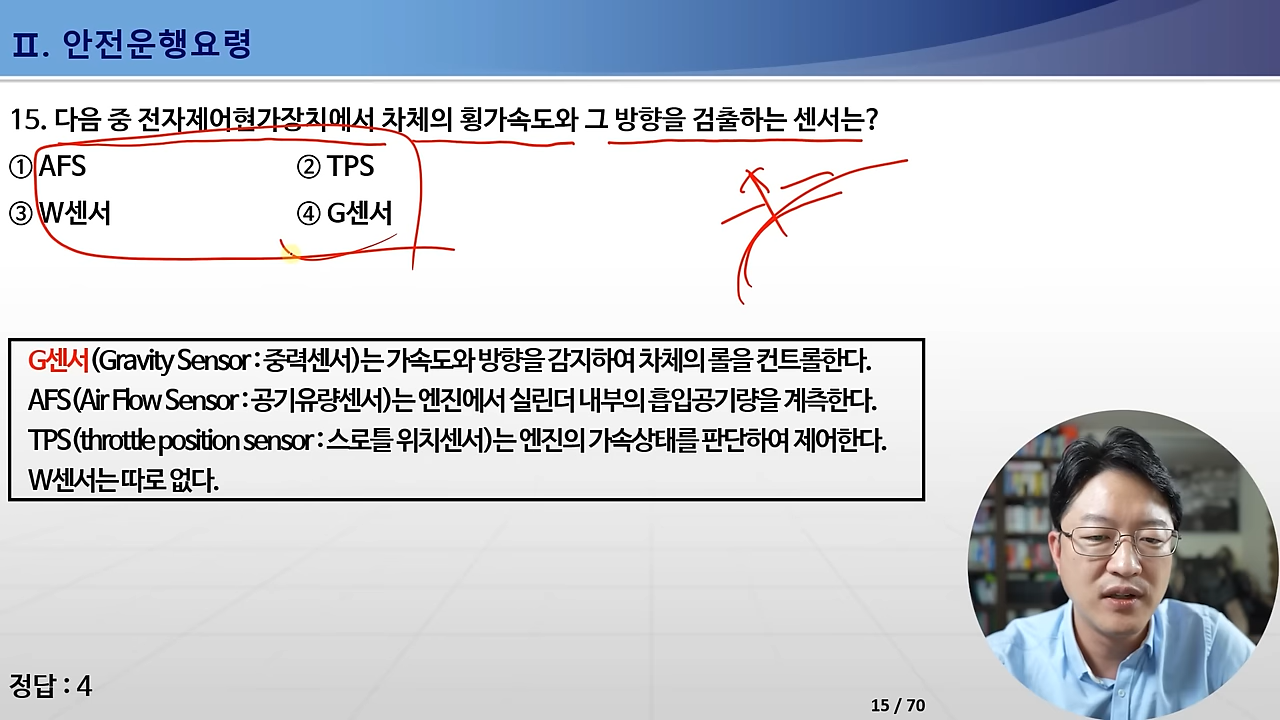 Ⅱ. 안전운행요령
15. 다음 중 전자제어현가장치에서 차체의 횡가속도와 그 방향을 검출하는 센서는?
① AFS ② TPS
③ W센서 ④ G센서
G센서(Gravity Sensor : 중력센서)는 가속도와 방향을 감지하여 차체의 롤을 컨트롤한다.
AFS(Air Flow Sensor : 공기유량센서)는 엔진에서 실린더 내부의 흡입공기량을 계측한다.
TPS(throttle position sensor : 스로틀 위치센서)는 엔진의 가속상태를 판단하여 제어한다.
W센서는 따로 없다.
정답 : 4
15 / 70